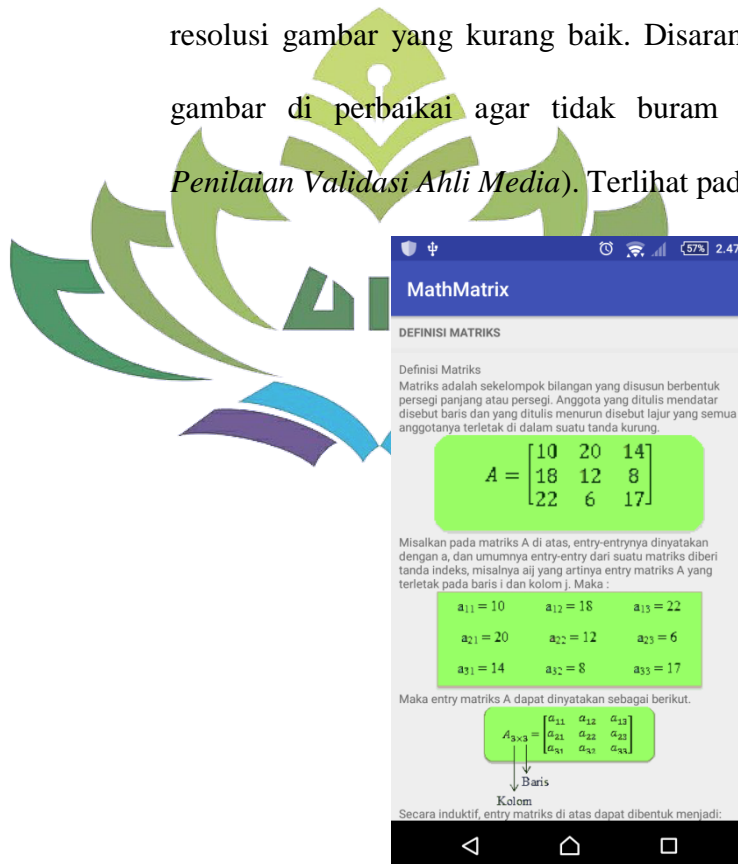 resolusi gambar yang kurang baik. Disaran
gambar di perbaikai agar tidak buram
Penilaian Validasi Ahli Media). Terlihat pad
57% 2.47
MathMatrix
DEFINISI MATRIKS
Definisi Matriks
Matriks adalah sekelompok bilangan yang disusun berbentuk
persegi panjang atau persegi. Anggota yang ditulis mendatar
disebut baris dan yang ditulis menurun disebut lajur yang semua
anggotanya terletak di dalam suatu tanda kurung.
10 20 14
A = 18 12 8
22 6 17
Misalkan pada matriks A di atas, entry-entrynya dinyatakan
dengan a, dan umumnya entry-entry dari suatu matriks diberi
tanda indeks, misalnya aij yang artinya entry matriks A yang
terletak pada baris i dan kolom j. Maka :
a₁₁ = 10 a₁₂ = 18 a₁₃ = 22
a₂₁ = 20 a₂₂ = 12 a₂₃ = 6
a₃₁ = 14 a₃₂ = 8 a₃₃ = 17
Maka entry matriks A dapat dinyatakan sebagai berikut.
a₁₁ a₁₂ a₁₃
A₃×₃ = a₂₁ a₂₂ a₂₃
a₃₁ a₃₂ a₃₃
Baris
Kolom
Secara induktif, entry matriks di atas dapat dibentuk menjadi: